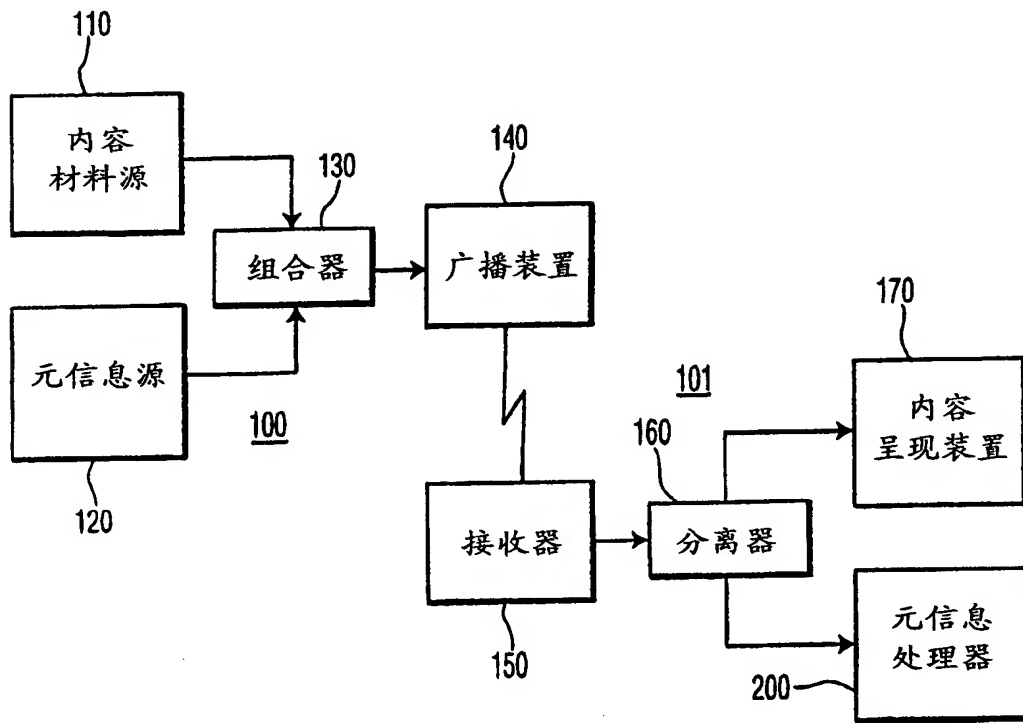 110
内容
材料源
130
组合器
140
广播装置
元信息源
120
100
101
170
内容
呈现装置
160
分离器
接收器
150
元信息
处理器
200